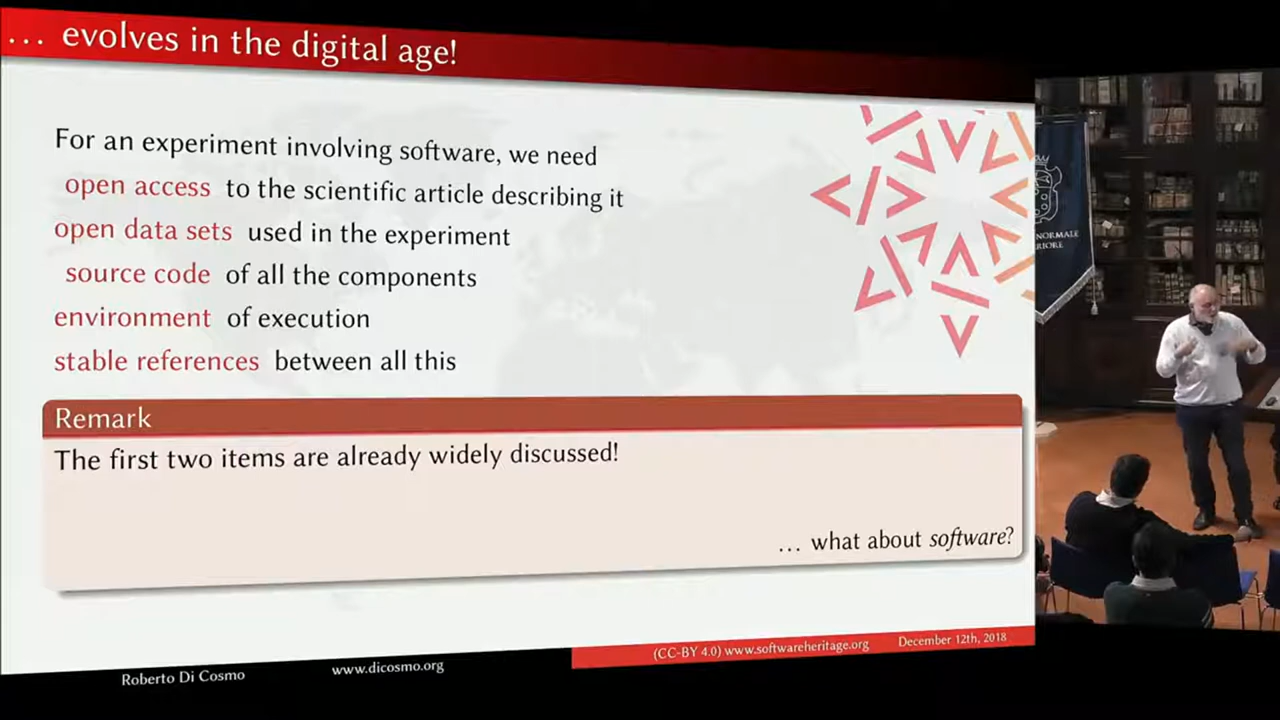 … evolves in the digital age!
For an experiment involving software, we need
open access to the scientific article describing it
open data sets used in the experiment
source code of all the components
environment of execution
stable references between all this
Remark
The first two items are already widely discussed!
… what about software?
(CC-BY 4.0) www.softwareheritage.org December 12th, 2018
Roberto Di Cosmo www.dicosmo.org
NORMALE
RIORE